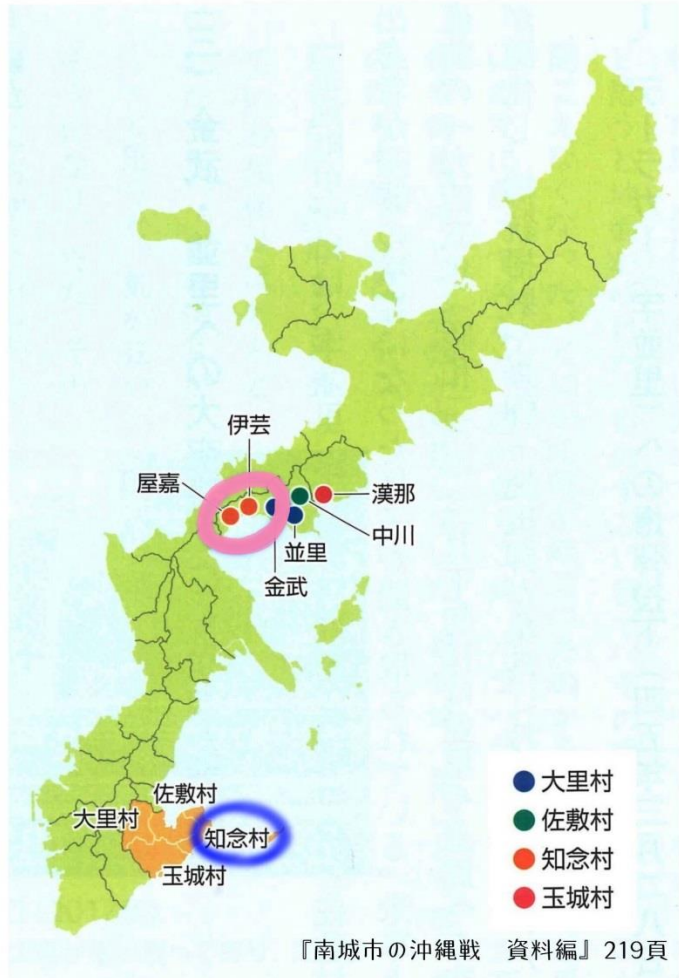 伊芸
屋嘉
漢那
中川
並里
金武
佐敷村
大里村
知念村
玉城村
大里村
佐敷村
知念村
玉城村
『南城市の沖縄戦　資料編』219頁